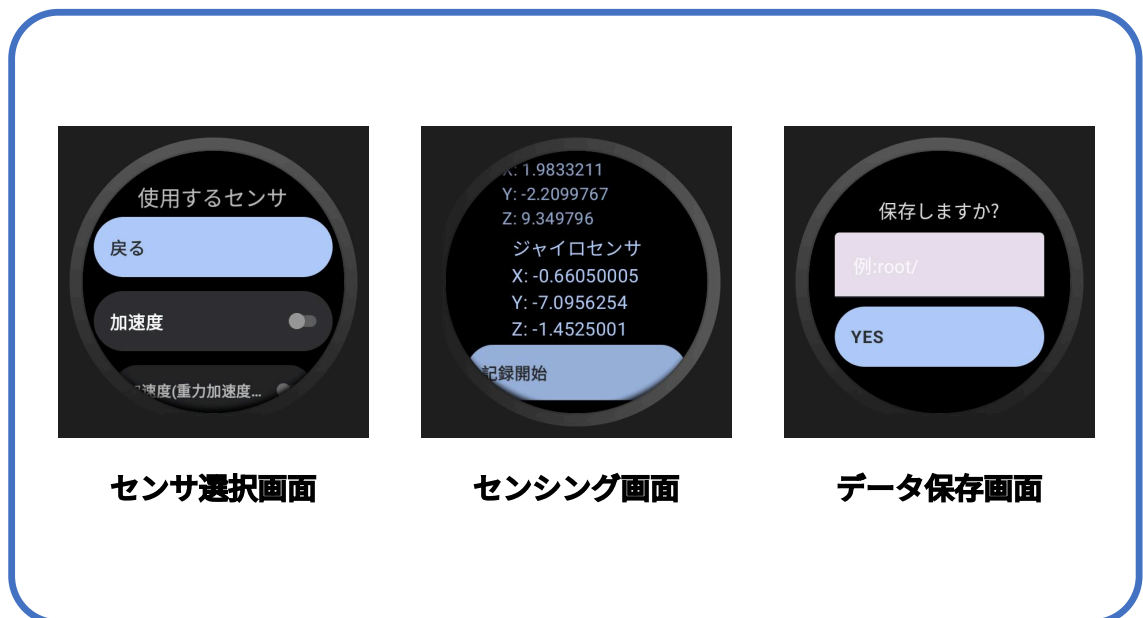 使用するセンサ
戻る
加速度
速度(重力加速度...
センサ選択画面
X: 1.9833211
Y: -2.2099767
Z: 9.349796
ジャイロセンサ
X: -0.66050005
Y: -7.0956254
Z: -1.4525001
記録開始
センシング画面
保存しますか?
例:root/
YES
データ保存画面